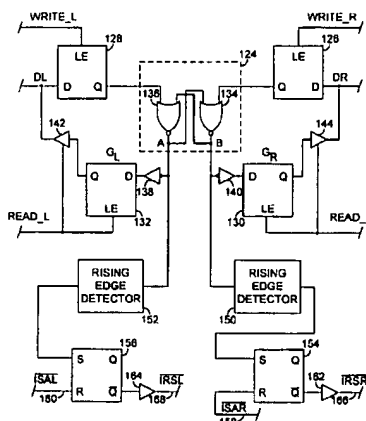 WRITE_L
WRITE_R
128
124
126
LE
LE
DL
D
Q
Q
D
DR
136
134
142
144
A
B
G_L
G_R
Q
D
138
140
D
Q
LE
132
LE
130
READ_L
READ_
RISING
EDGE
DETECTOR
152
RISING
EDGE
DETECTOR
150
156
154
S
Q
S
Q
164
162
ISAL
R
Q̅
IRSL
R
Q̅
IRSR
160
168
ISAR
166